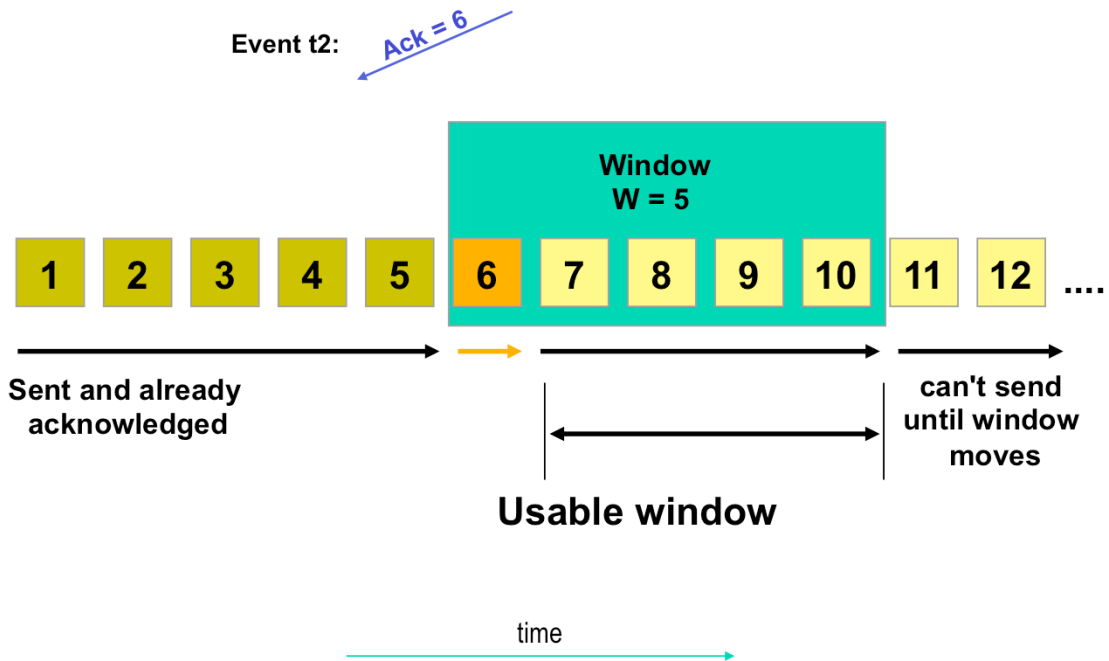 Event t2:
Ack = 6
Window
W = 5
1 2 3 4 5 6 7 8 9 10 11 12 ....
Sent and already
acknowledged
can't send
until window
moves
Usable window
time